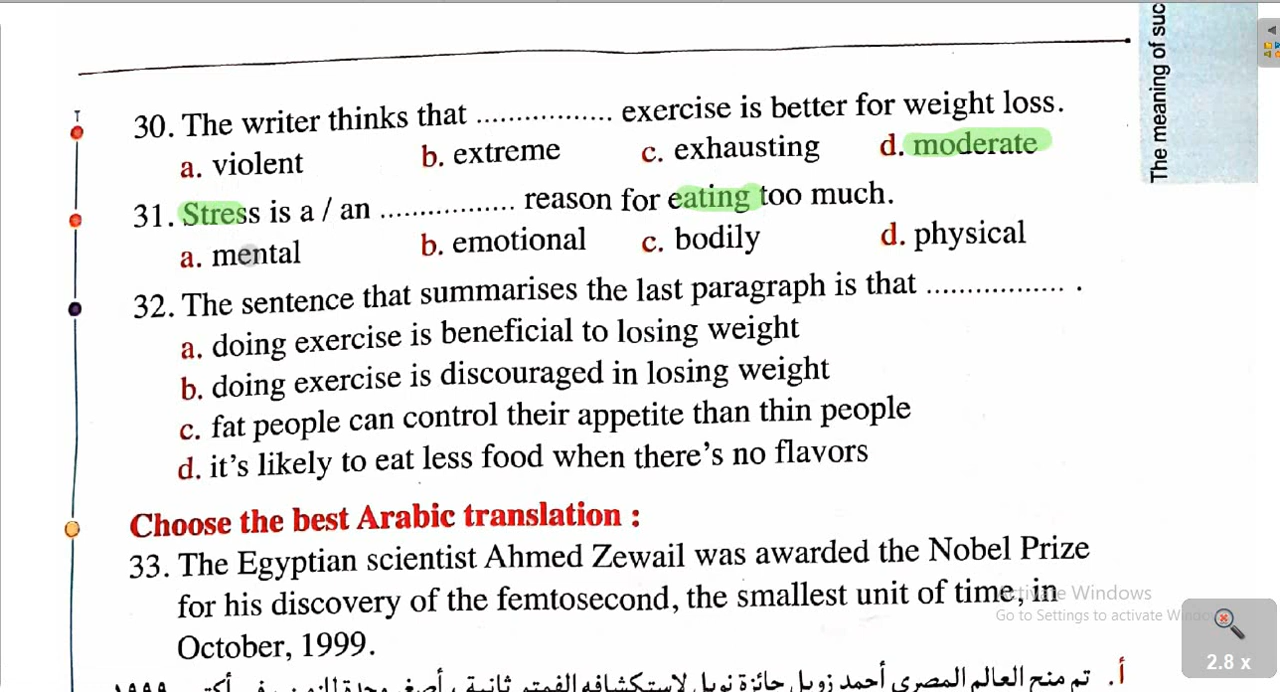 The meaning of suc
30. The writer thinks that .................. exercise is better for weight loss.
a. violent b. extreme c. exhausting d. moderate
31. Stress is a / an .................. reason for eating too much.
a. mental b. emotional c. bodily d. physical
32. The sentence that summarises the last paragraph is that .................. .
a. doing exercise is beneficial to losing weight
b. doing exercise is discouraged in losing weight
c. fat people can control their appetite than thin people
d. it's likely to eat less food when there's no flavors
Choose the best Arabic translation :
33. The Egyptian scientist Ahmed Zewail was awarded the Nobel Prize
for his discovery of the femtosecond, the smallest unit of time, in
October, 1999.
Activate Windows
Go to Settings to activate Windows
2.8 x
أ. تم منح العالم المصري أحمد زويل جائزة نوبل لاستكشافه الفمتو ثانية ، أصغر وحدة